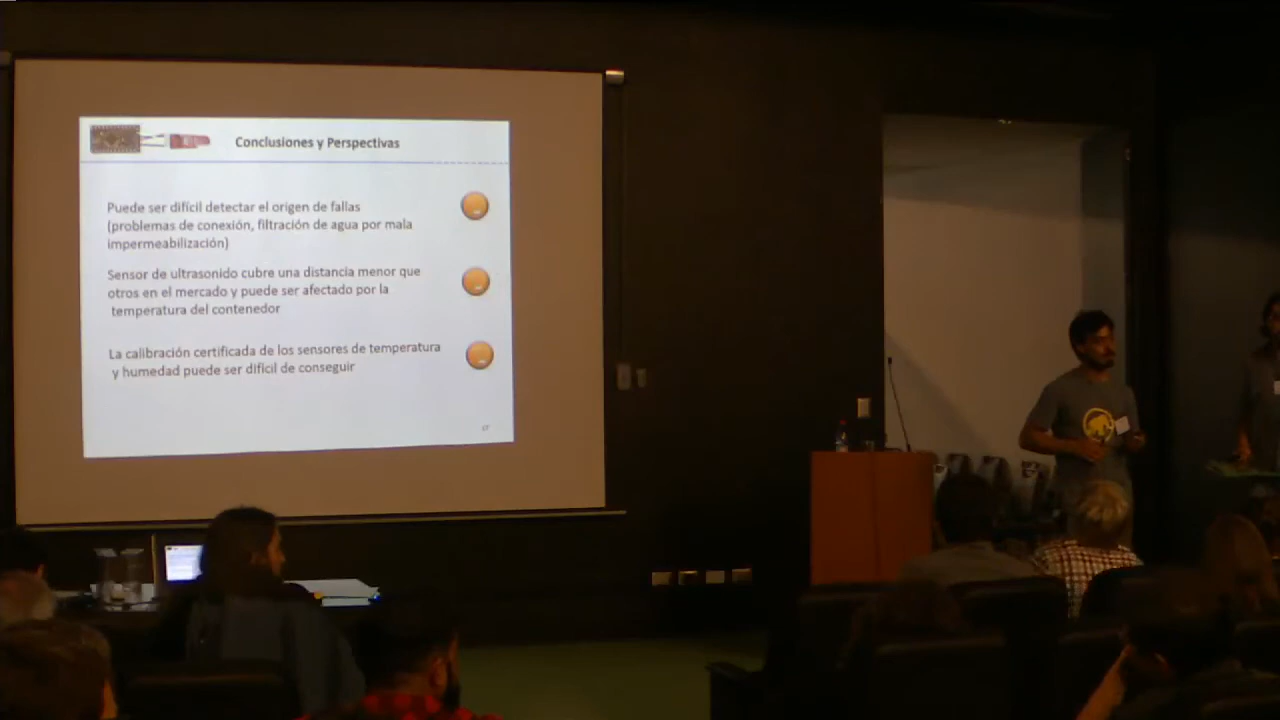 Conclusiones y Perspectivas
Puede ser difícil detectar el origen de fallas
(problemas de conexión, filtración de agua por mala
impermeabilización)
Sensor de ultrasonido cubre una distancia menor que
otros en el mercado y puede ser afectado por la
temperatura del contenedor
La calibración certificada de los sensores de temperatura
y humedad puede ser difícil de conseguir